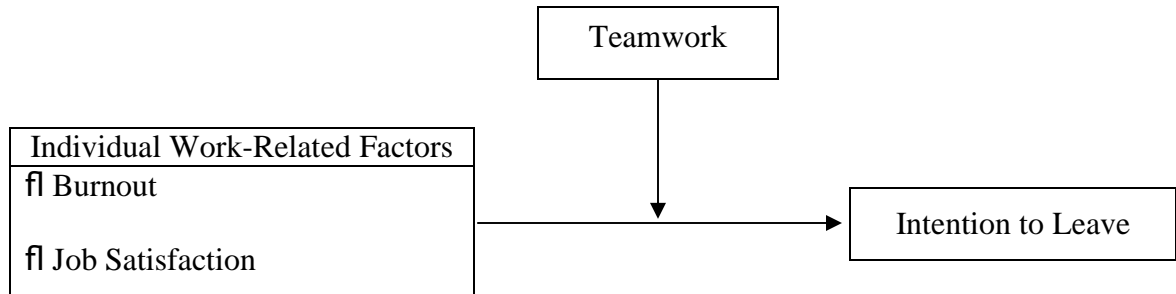 Teamwork
Individual Work-Related Factors
fl Burnout
fl Job Satisfaction
Intention to Leave